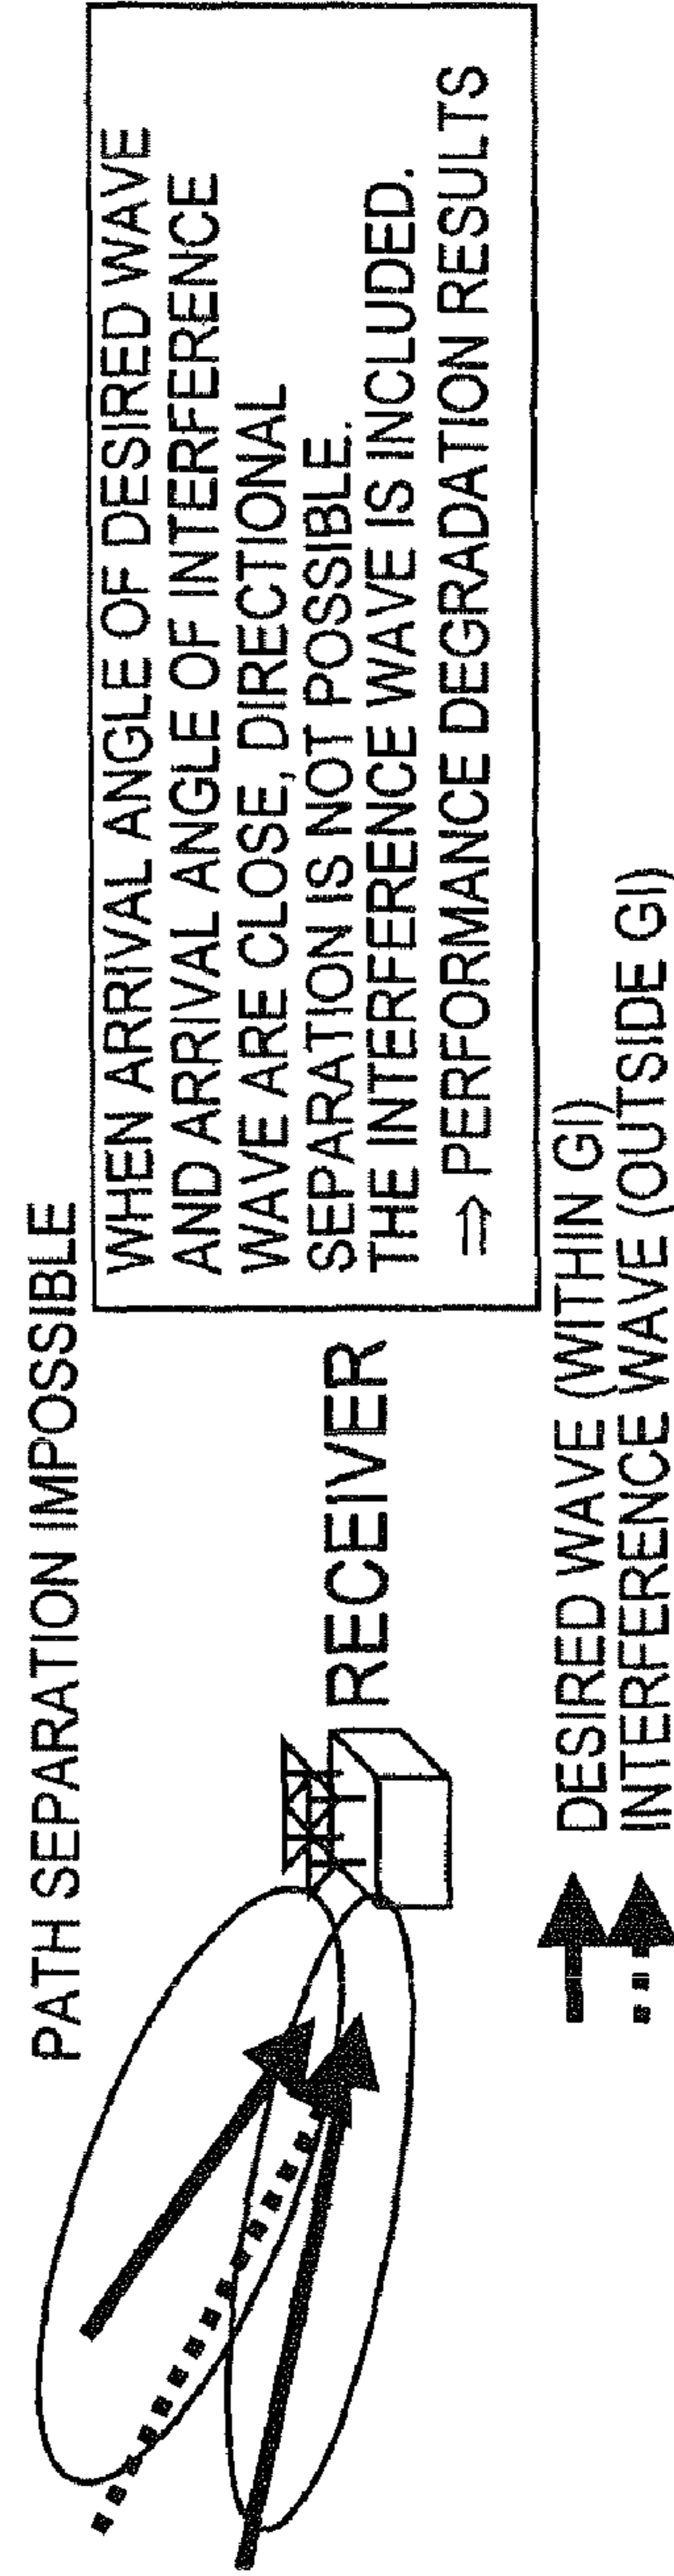 PATH SEPARATION IMPOSSIBLE
RECEIVER
WHEN ARRIVAL ANGLE OF DESIRED WAVE
AND ARRIVAL ANGLE OF INTERFERENCE
WAVE ARE CLOSE, DIRECTIONAL
SEPARATION IS NOT POSSIBLE.
THE INTERFERENCE WAVE IS INCLUDED.
⇒ PERFORMANCE DEGRADATION RESULTS
DESIRED WAVE (WITHIN GI)
INTERFERENCE WAVE (OUTSIDE GI)